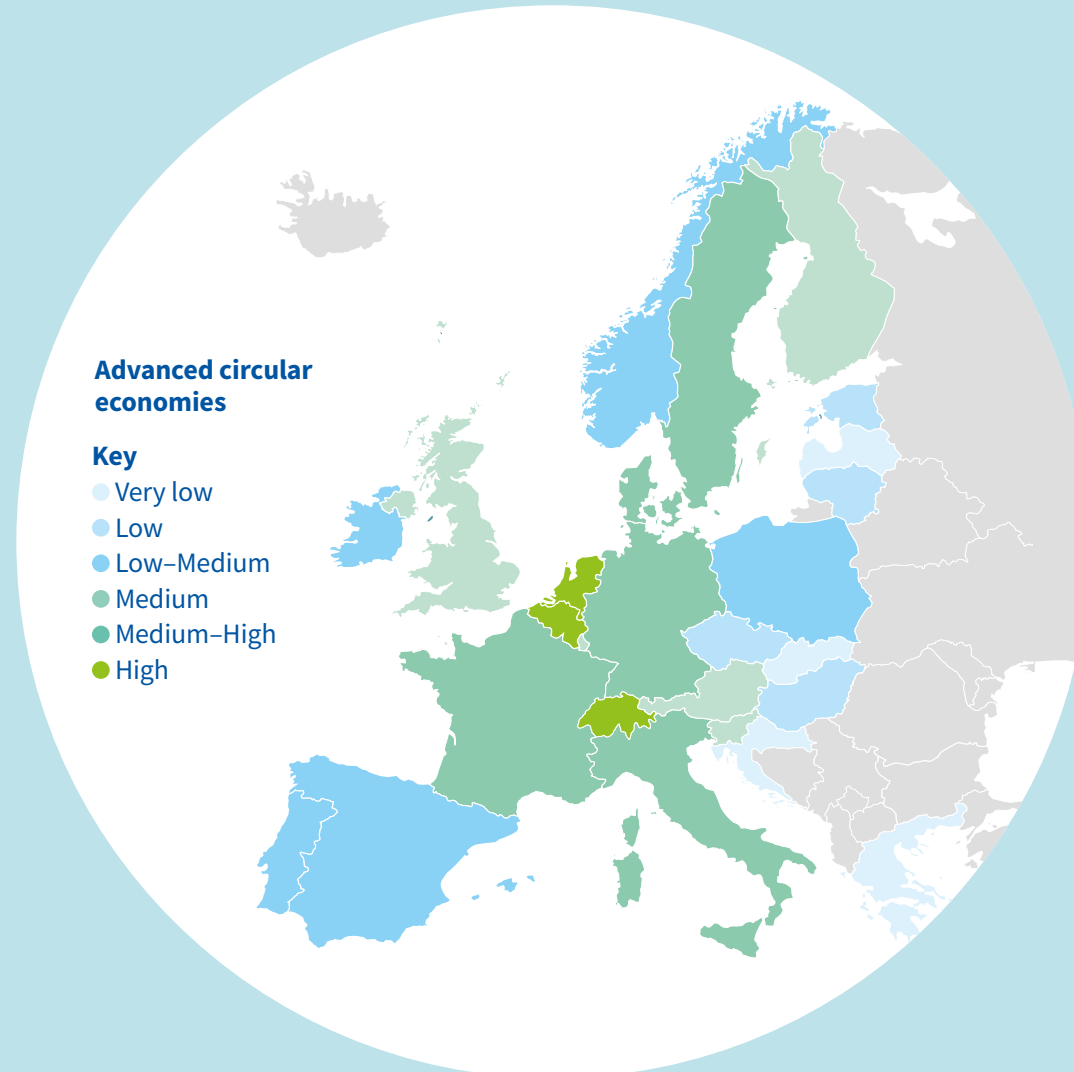 Advanced circular
economies
Key
Very low
Low
Low–Medium
Medium
Medium–High
High